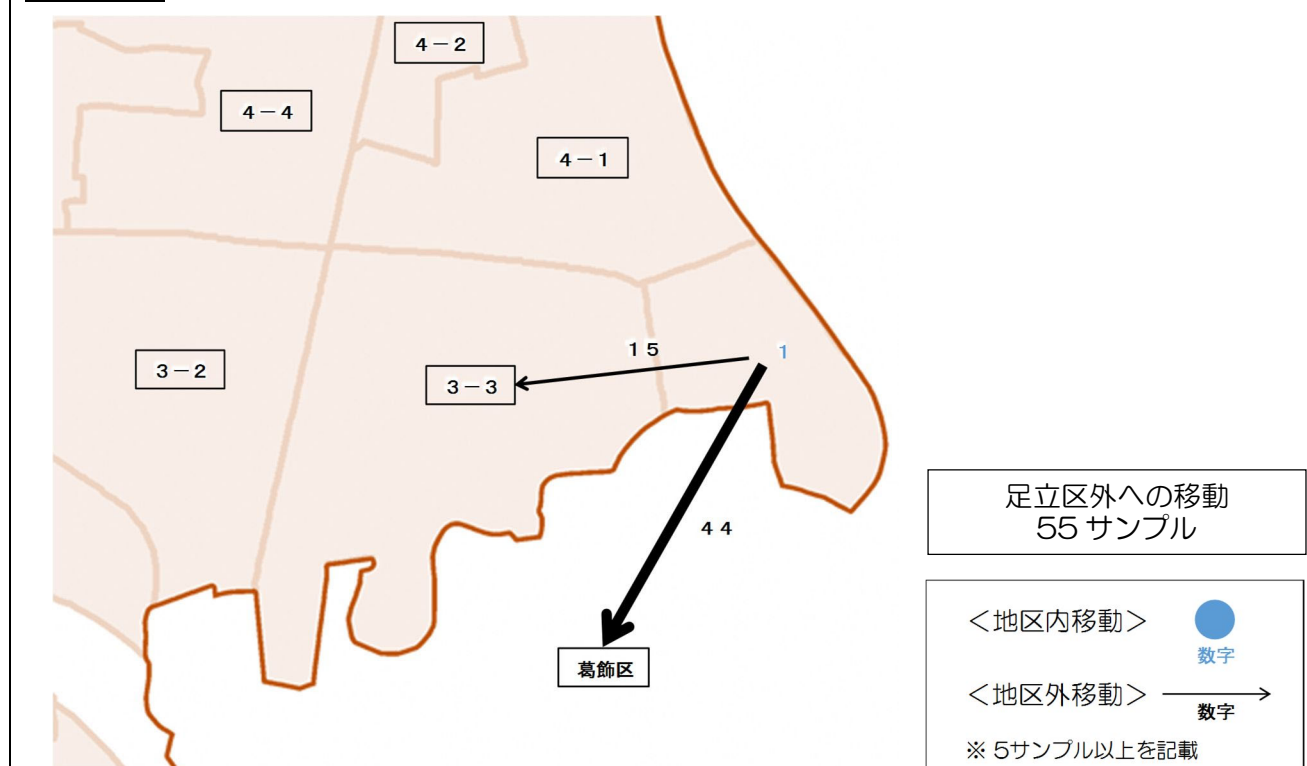 4－2
4－4
4－1
15
1
3－2
3－3
44
葛飾区
足立区外への移動
55 サンプル
＜地区内移動＞
数字
＜地区外移動＞
数字
※ 5サンプル以上を記載